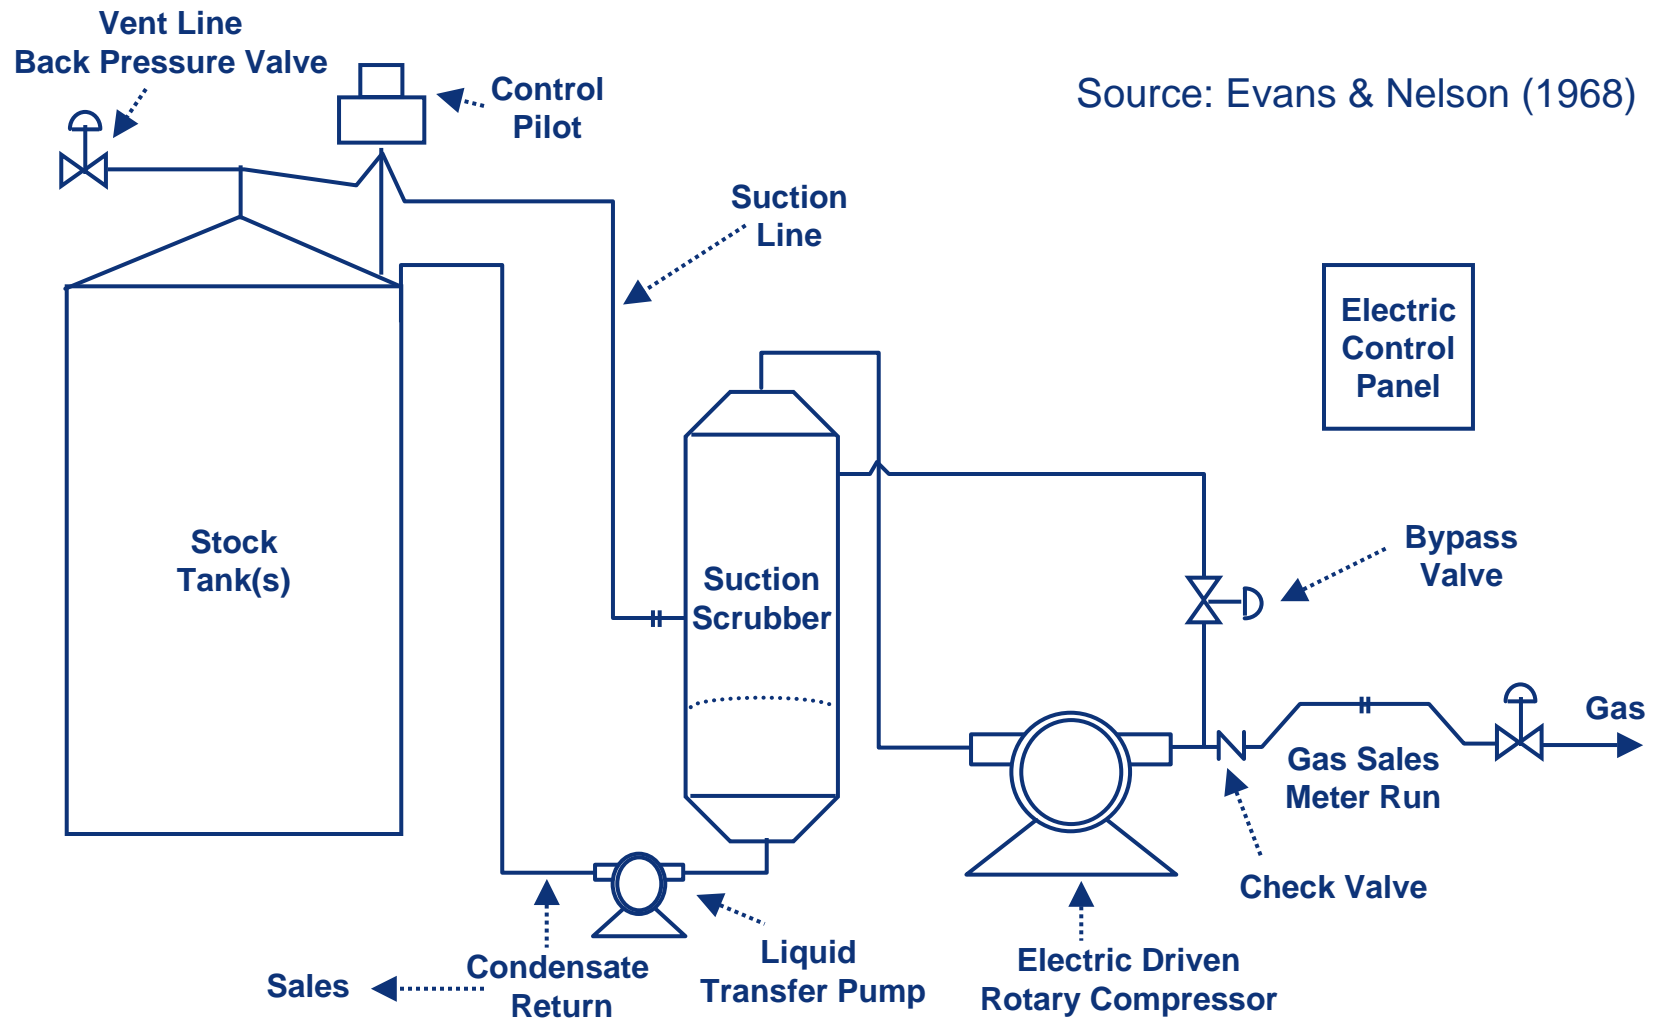 Vent Line
Back Pressure Valve
Control
Pilot
Source: Evans & Nelson (1968)
Suction
Line
Electric
Control
Panel
Stock
Tank(s)
Suction
Scrubber
Bypass
Valve
Gas
Gas Sales
Meter Run
Check Valve
Sales
Condensate
Return
Liquid
Transfer Pump
Electric Driven
Rotary Compressor